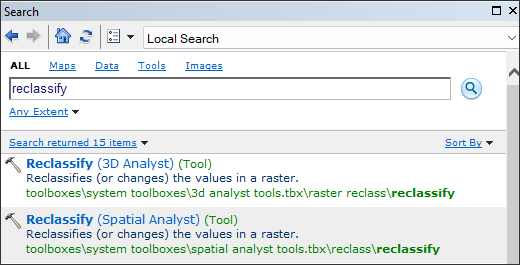 Search
Local Search
ALL Maps Data Tools Images
reclassify
Any Extent
Search returned 15 items Sort By
Reclassify (3D Analyst) (Tool)
Reclassifies (or changes) the values in a raster.
toolboxes\system toolboxes\3d analyst tools.tbx\raster reclass\reclassify
Reclassify (Spatial Analyst) (Tool)
Reclassifies (or changes) the values in a raster.
toolboxes\system toolboxes\spatial analyst tools.tbx\reclass\reclassify